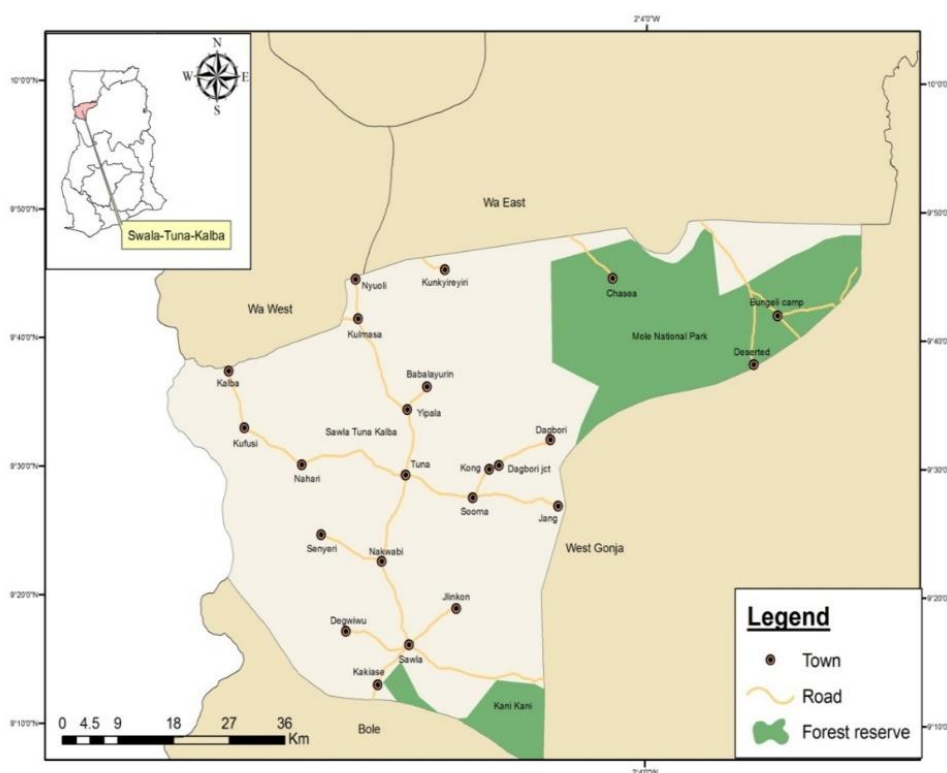 2°4'0"W
N
W
E
S
Swala-Tuna-Kalba
10°0'0"N
10°0'0
9°50'0"N
9°50'0
9°40'0"N
9°40'0
9°30'0"N
9°30'0
9°20'0"N
9°20'0
9°10'0"N
9°10'0
Wa East
Wa West
Nyuoli
Kunkyireyiri
Chasea
Bungeli camp
Kulmasa
Mole National Park
Deserted
Kalba
Babalayurin
Yipala
Kufusi
Sawla Tuna Kalba
Dagbori
Nahari
Tuna
Kong
Dagbori jct
Sooma
Jang
Senyeri
Nakwabi
West Gonja
Jlinkon
Degwiwu
Sawla
Kakiase
Kani Kani
Bole
0 4.5 9 18 27 36
Km
Legend
Town
Road
Forest reserve
2°4'0"W